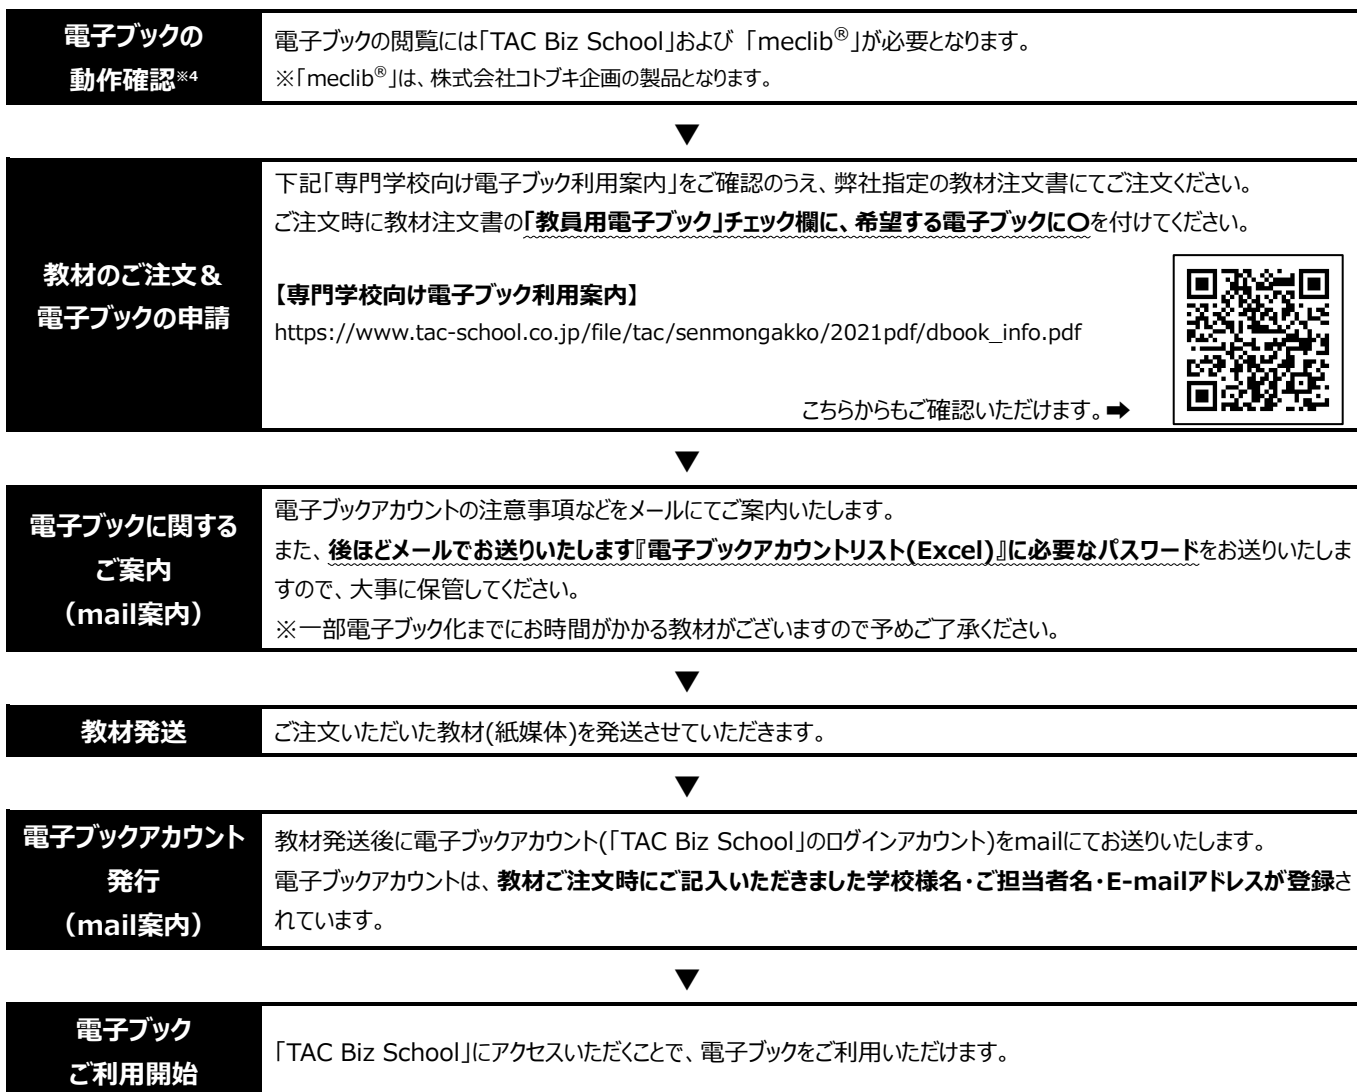 電子ブックの
動作確認※4
電子ブックの閲覧には「TAC Biz School」および 「meclib®」が必要となります。
※「meclib®」は、株式会社コトブキ企画の製品となります。
▼
教材のご注文＆
電子ブックの申請
下記「専門学校向け電子ブック利用案内」をご確認のうえ、弊社指定の教材注文書にてご注文ください。
ご注文時に教材注文書の「教員用電子ブック」チェック欄に、希望する電子ブックに〇を付けてください。
【専門学校向け電子ブック利用案内】
https://www.tac-school.co.jp/file/tac/senmongakko/2021pdf/dbook_info.pdf
こちらからもご確認いただけます。➡
▼
電子ブックに関する
ご案内
（mail案内）
電子ブックアカウントの注意事項などをメールにてご案内いたします。
また、後ほどメールでお送りいたします『電子ブックアカウントリスト(Excel)』に必要なパスワードをお送りいたしま
すので、大事に保管してください。
※一部電子ブック化までにお時間がかかる教材がございますので予めご了承ください。
▼
教材発送
ご注文いただいた教材(紙媒体)を発送させていただきます。
▼
電子ブックアカウント
発行
（mail案内）
教材発送後に電子ブックアカウント(「TAC Biz School」のログインアカウント)をmailにてお送りいたします。
電子ブックアカウントは、教材ご注文時にご記入いただきました学校様名・ご担当者名・E-mailアドレスが登録さ
れています。
▼
電子ブック
ご利用開始
「TAC Biz School」にアクセスいただくことで、電子ブックをご利用いただけます。